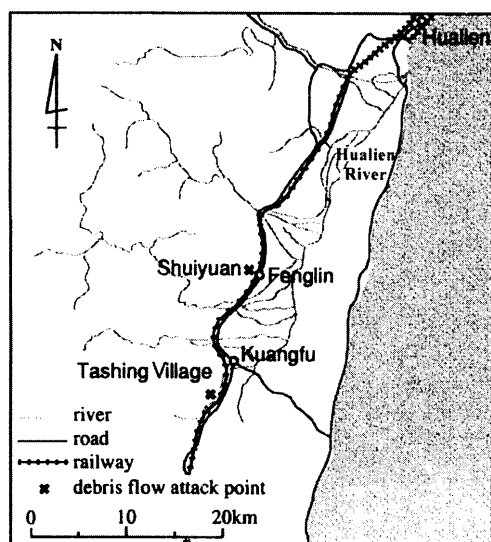 N
Hualien
Hualien
River
Shuiyuan
Fenglin
Kuangfu
Tashing Village
river
road
railway
debris flow attack point
0 10 20km